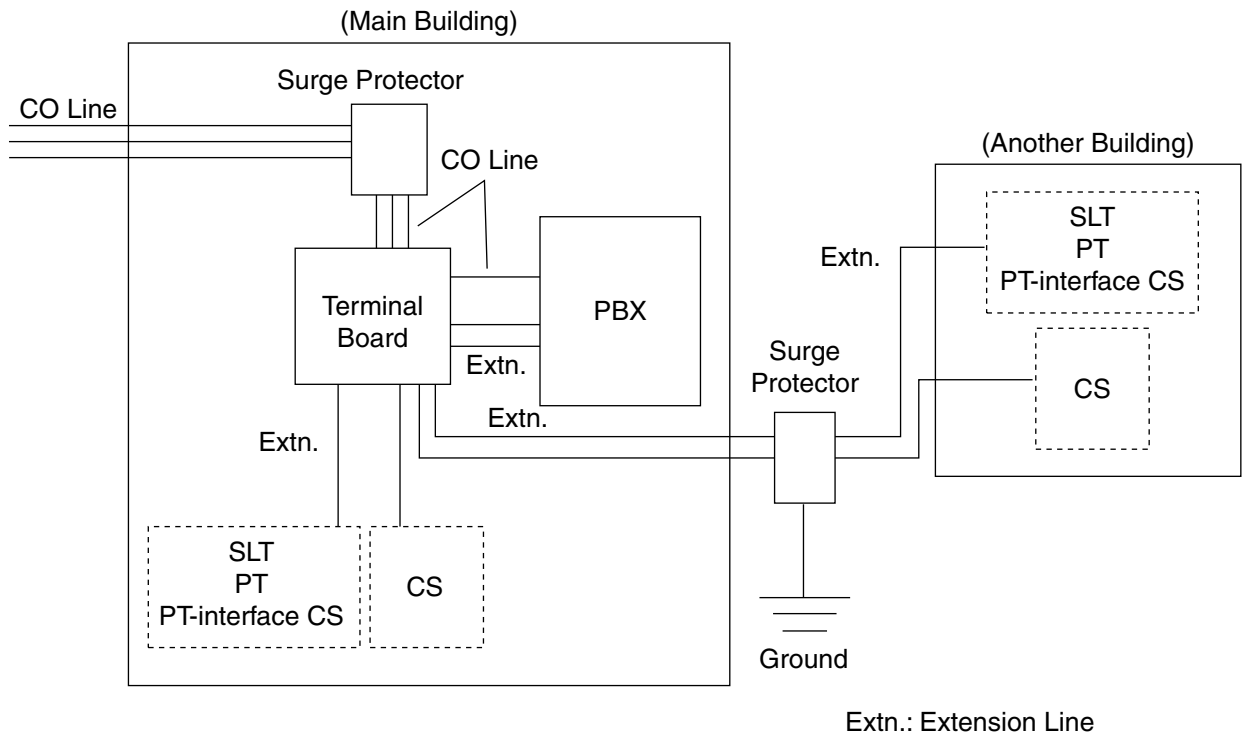 (Main Building)
Surge Protector
CO Line
CO Line
(Another Building)
SLT
PT
PT-interface CS
Extn.
Terminal
Board
PBX
Extn.
Surge
Protector
CS
Extn.
Extn.
SLT
PT
PT-interface CS
CS
Ground
Extn.: Extension Line